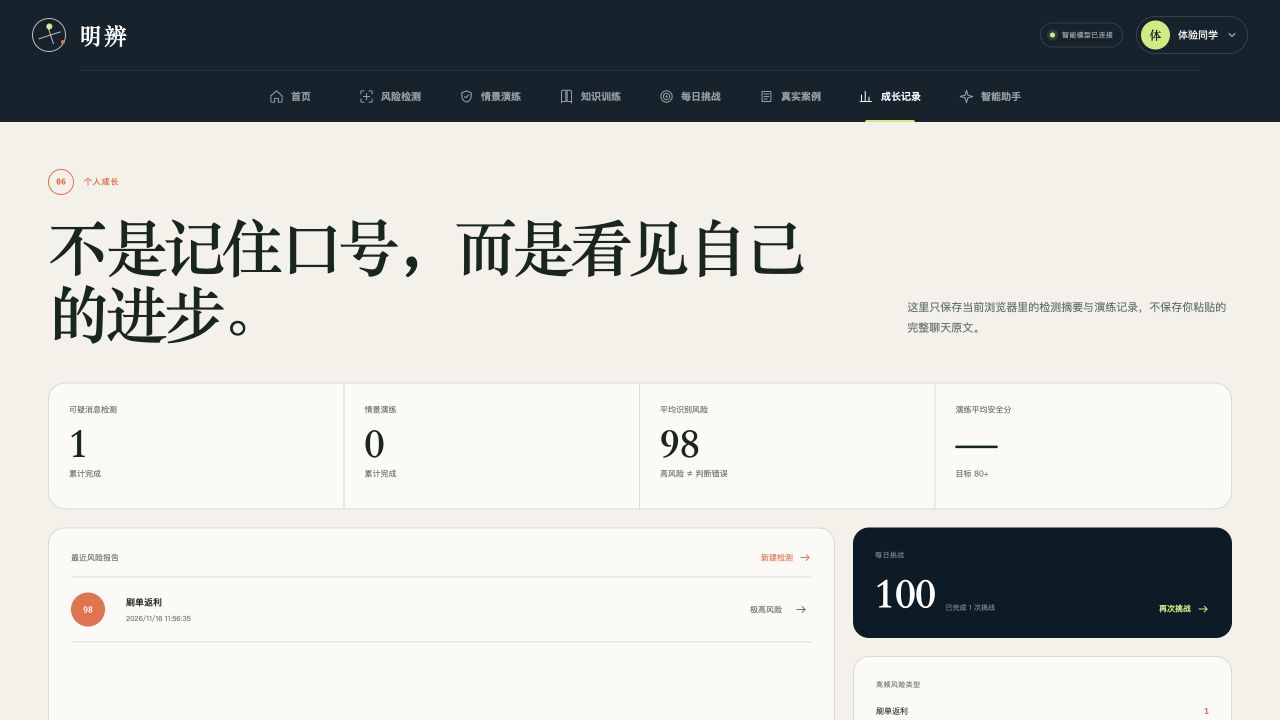 明辨
智能模型已连接
体
体验同学
首页
风险检测
情景演练
知识训练
每日挑战
真实案例
成长记录
智能助手
06
个人成长
不是记住口号，而是看见自己
的进步。
这里只保存当前浏览器里的检测摘要与演练记录，不保存你粘贴的
完整聊天原文。
可疑消息检测
1
累计完成
情景演练
0
累计完成
平均识别风险
98
高风险 ≠ 判断错误
演练平均安全分
—
目标 80+
最近风险报告
新建检测 →
98
刷单返利
2026/11/16 11:56:35
极高风险 →
每日挑战
100
已完成 1 次挑战
再次挑战 →
高频风险类型
刷单返利
1